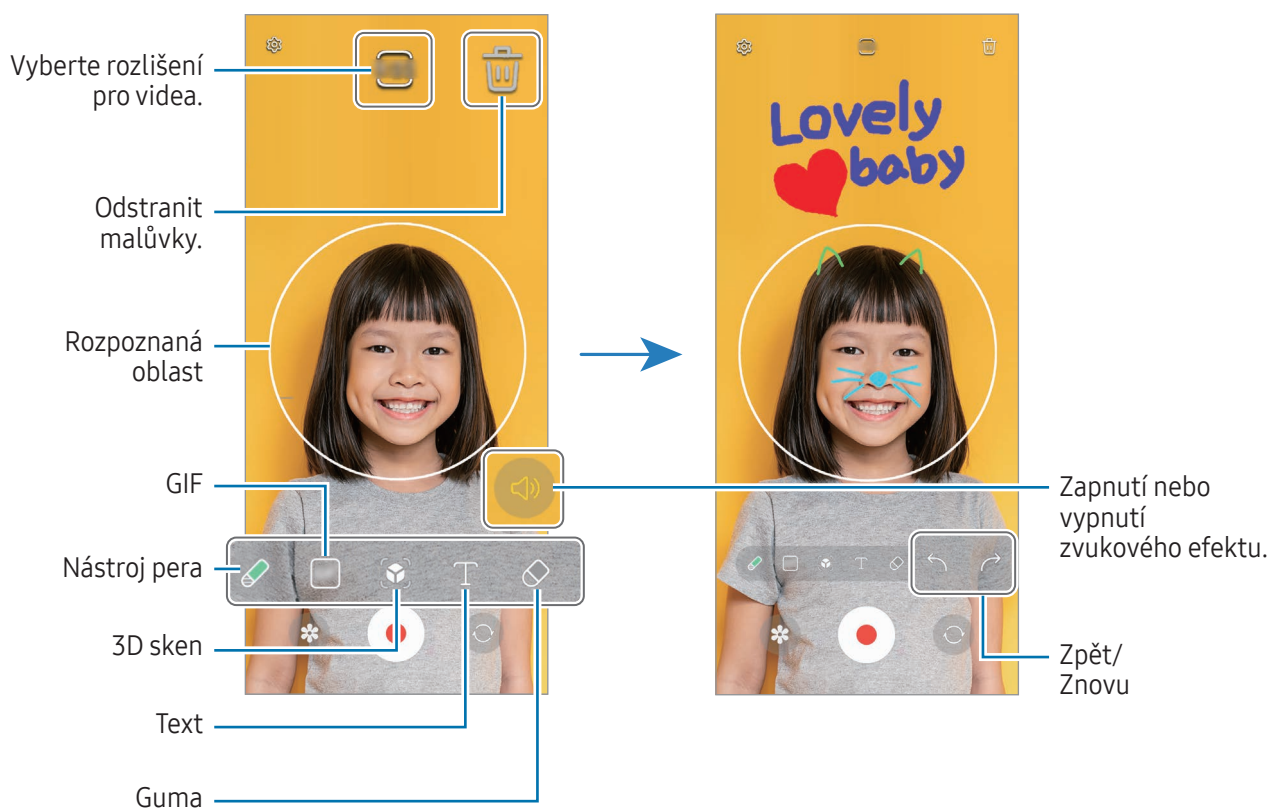 Vyberte rozlišení
pro videa.
Odstranit
malůvky.
Rozpoznaná
oblast
GIF
Nástroj pera
3D sken
Text
Guma
Lovely
baby
Zapnutí nebo
vypnutí
zvukového efektu.
Zpět/
Znovu